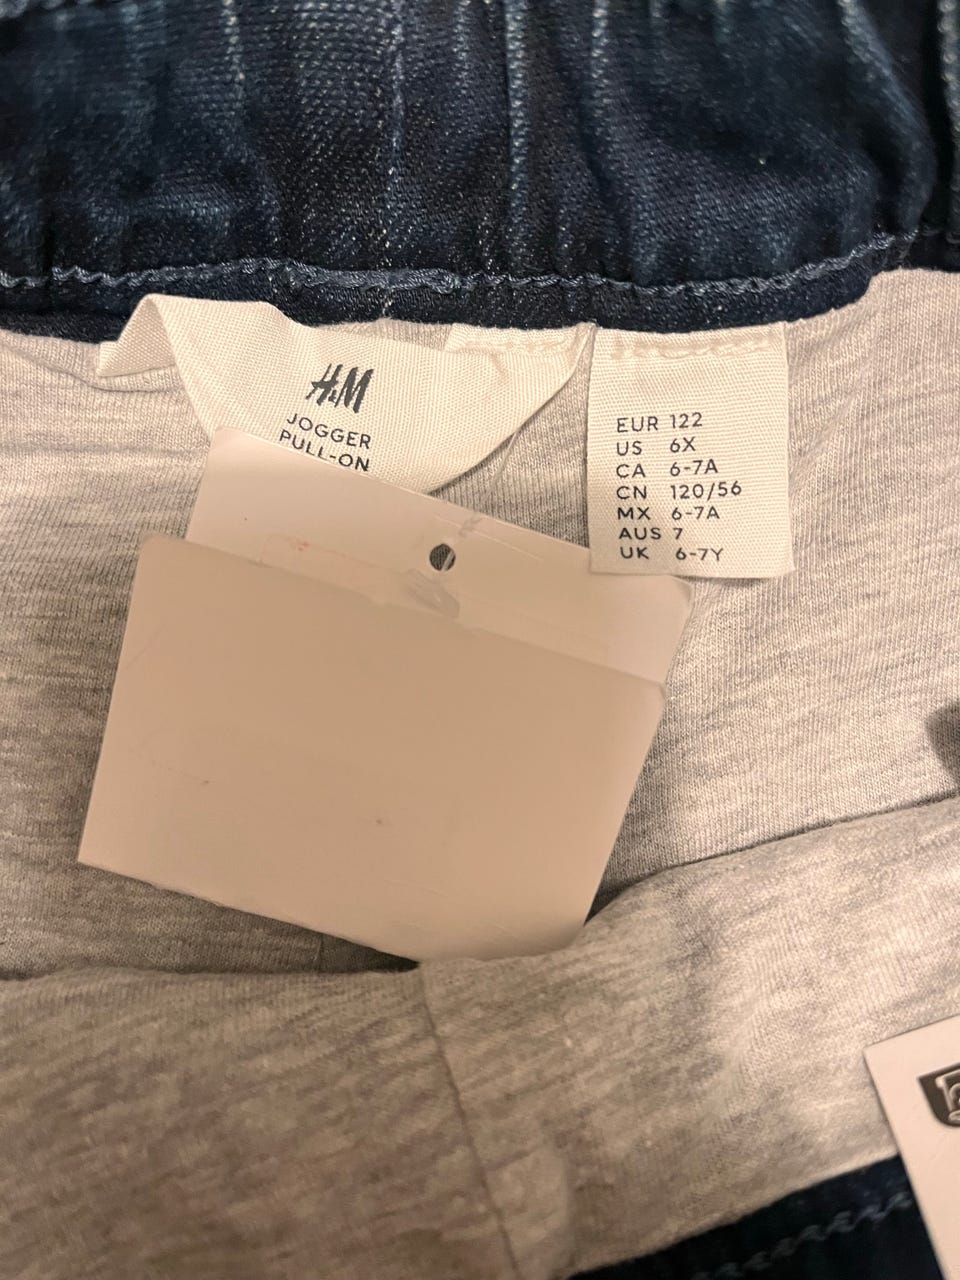 H&M
JOGGER
PULL-ON
EUR 122
US 6X
CA 6-7A
CN 120/56
MX 6-7A
AUS 7
UK 6-7Y